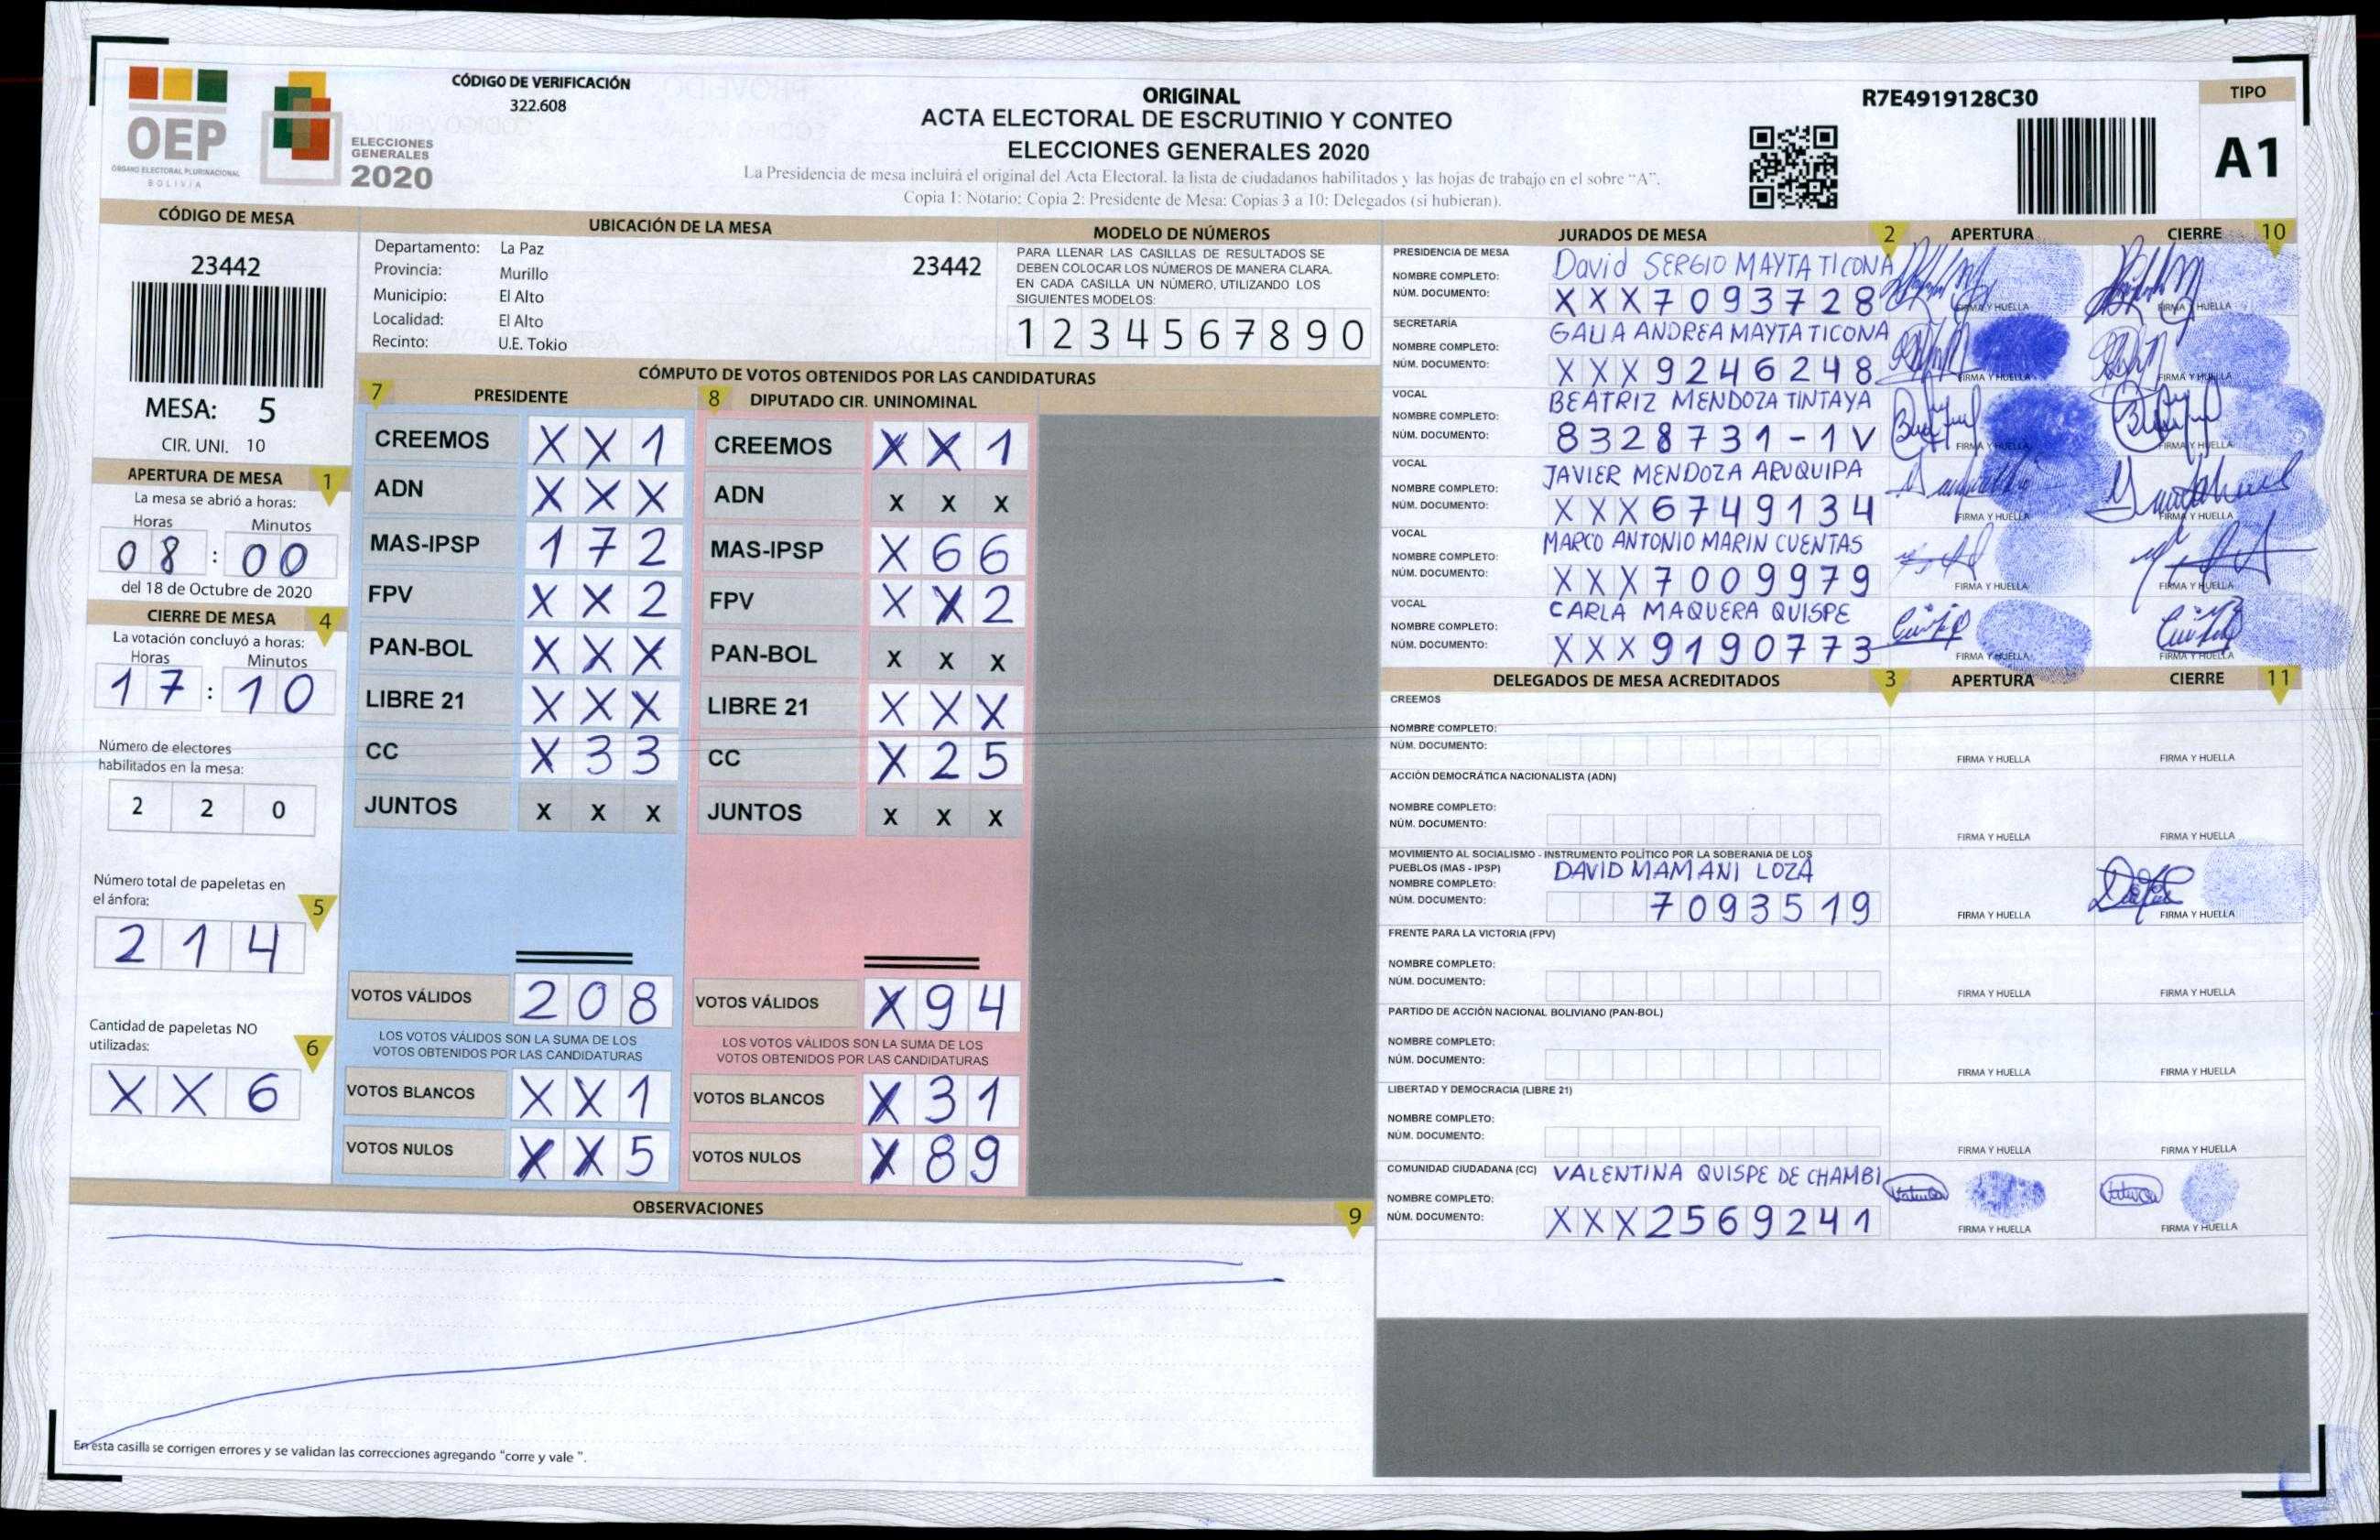 OEP
ÓRGANO ELECTORAL PLURINACIONAL
BOLIVIA
ELECCIONES
GENERALES
2020
CÓDIGO DE VERIFICACIÓN
322.608
ORIGINAL
ACTA ELECTORAL DE ESCRUTINIO Y CONTEO
ELECCIONES GENERALES 2020
La Presidencia de mesa incluirá el original del Acta Electoral, la lista de ciudadanos habilitados y las hojas de trabajo en el sobre "A".
Copia 1: Notario; Copia 2: Presidente de Mesa; Copias 3 a 10: Delegados (si hubieran).
R7E4919128C30
TIPO
A1
CÓDIGO DE MESA
23442
MESA: 5
CIR. UNI. 10
APERTURA DE MESA 1
La mesa se abrió a horas:
Horas Minutos
08 : 00
del 18 de Octubre de 2020
CIERRE DE MESA 4
La votación concluyó a horas:
Horas Minutos
17 : 10
Número de electores
habilitados en la mesa:
2 2 0
Número total de papeletas en
el ánfora: 5
2 1 4
Cantidad de papeletas NO
utilizadas: 6
X X 6
UBICACIÓN DE LA MESA
Departamento: La Paz
Provincia: Murillo 23442
Municipio: El Alto
Localidad: El Alto
Recinto: U.E. Tokio
MODELO DE NÚMEROS
PARA LLENAR LAS CASILLAS DE RESULTADOS SE
DEBEN COLOCAR LOS NÚMEROS DE MANERA CLARA.
EN CADA CASILLA UN NÚMERO, UTILIZANDO LOS
SIGUIENTES MODELOS:
1 2 3 4 5 6 7 8 9 0
CÓMPUTO DE VOTOS OBTENIDOS POR LAS CANDIDATURAS
7 PRESIDENTE
CREEMOS X X 1
ADN X X X
MAS-IPSP 1 7 2
FPV X X 2
PAN-BOL X X X
LIBRE 21 X X X
CC X 3 3
JUNTOS X X X
VOTOS VÁLIDOS 2 0 8
LOS VOTOS VÁLIDOS SON LA SUMA DE LOS
VOTOS OBTENIDOS POR LAS CANDIDATURAS
VOTOS BLANCOS X X 1
VOTOS NULOS X X 5
8 DIPUTADO CIR. UNINOMINAL
CREEMOS X X 1
ADN X X X
MAS-IPSP X 6 6
FPV X X 2
PAN-BOL X X X
LIBRE 21 X X X
CC X 2 5
JUNTOS X X X
VOTOS VÁLIDOS X 9 4
LOS VOTOS VÁLIDOS SON LA SUMA DE LOS
VOTOS OBTENIDOS POR LAS CANDIDATURAS
VOTOS BLANCOS X 3 1
VOTOS NULOS X 8 9
OBSERVACIONES 9
En esta casilla se corrigen errores y se validan las correcciones agregando "corre y vale".
JURADOS DE MESA 2 APERTURA CIERRE 10
PRESIDENCIA DE MESA
NOMBRE COMPLETO: David SERGIO MAYTA TICONA
NÚM. DOCUMENTO: XXX7093728 FIRMA Y HUELLA FIRMA Y HUELLA
SECRETARÍA
NOMBRE COMPLETO: GALIA ANDREA MAYTA TICONA
NÚM. DOCUMENTO: XXX9246248 FIRMA Y HUELLA FIRMA Y HUELLA
VOCAL
NOMBRE COMPLETO: BEATRIZ MENDOZA TINTAYA
NÚM. DOCUMENTO: 8328731-1V FIRMA Y HUELLA FIRMA Y HUELLA
VOCAL
NOMBRE COMPLETO: JAVIER MENDOZA ARUQUIPA
NÚM. DOCUMENTO: XXX6749134 FIRMA Y HUELLA FIRMA Y HUELLA
VOCAL
NOMBRE COMPLETO: MARCO ANTONIO MARIN CUENTAS
NÚM. DOCUMENTO: XXX7009979 FIRMA Y HUELLA FIRMA Y HUELLA
VOCAL
NOMBRE COMPLETO: CARLA MAQUERA QUISPE
NÚM. DOCUMENTO: XXX9190773 FIRMA Y HUELLA FIRMA Y HUELLA
DELEGADOS DE MESA ACREDITADOS 3 APERTURA CIERRE 11
CREEMOS
NOMBRE COMPLETO:
NÚM. DOCUMENTO: FIRMA Y HUELLA FIRMA Y HUELLA
ACCIÓN DEMOCRÁTICA NACIONALISTA (ADN)
NOMBRE COMPLETO:
NÚM. DOCUMENTO: FIRMA Y HUELLA FIRMA Y HUELLA
MOVIMIENTO AL SOCIALISMO - INSTRUMENTO POLÍTICO POR LA SOBERANIA DE LOS
PUEBLOS (MAS - IPSP)
NOMBRE COMPLETO: DAVID MAMANI LOZA
NÚM. DOCUMENTO: 7093519 FIRMA Y HUELLA FIRMA Y HUELLA
FRENTE PARA LA VICTORIA (FPV)
NOMBRE COMPLETO:
NÚM. DOCUMENTO: FIRMA Y HUELLA FIRMA Y HUELLA
PARTIDO DE ACCIÓN NACIONAL BOLIVIANO (PAN-BOL)
NOMBRE COMPLETO:
NÚM. DOCUMENTO: FIRMA Y HUELLA FIRMA Y HUELLA
LIBERTAD Y DEMOCRACIA (LIBRE 21)
NOMBRE COMPLETO:
NÚM. DOCUMENTO: FIRMA Y HUELLA FIRMA Y HUELLA
COMUNIDAD CIUDADANA (CC)
NOMBRE COMPLETO: VALENTINA QUISPE DE CHAMBI
NÚM. DOCUMENTO: XXX2569241 FIRMA Y HUELLA FIRMA Y HUELLA